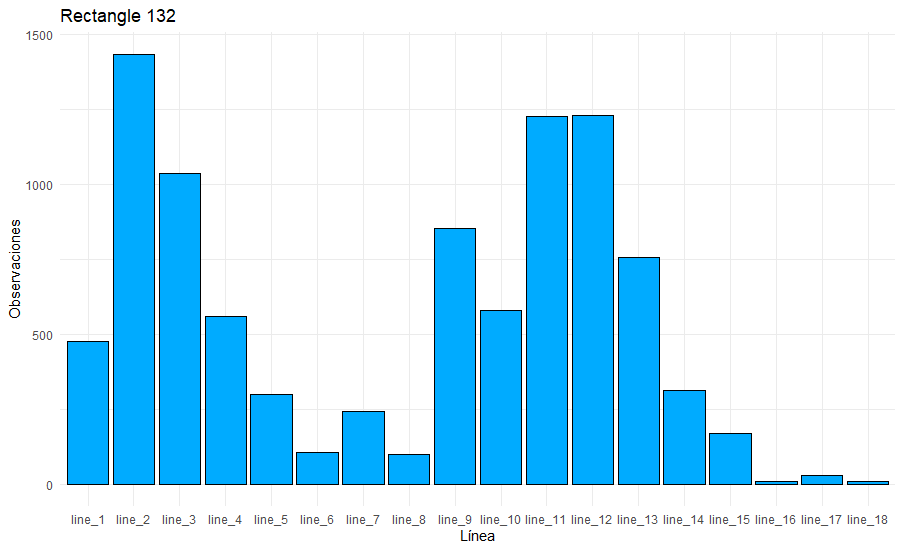 Rectangle 132
1500
1000
500
0
Observaciones
line_1 line_2 line_3 line_4 line_5 line_6 line_7 line_8 line_9 line_10 line_11 line_12 line_13 line_14 line_15 line_16 line_17 line_18
Línea